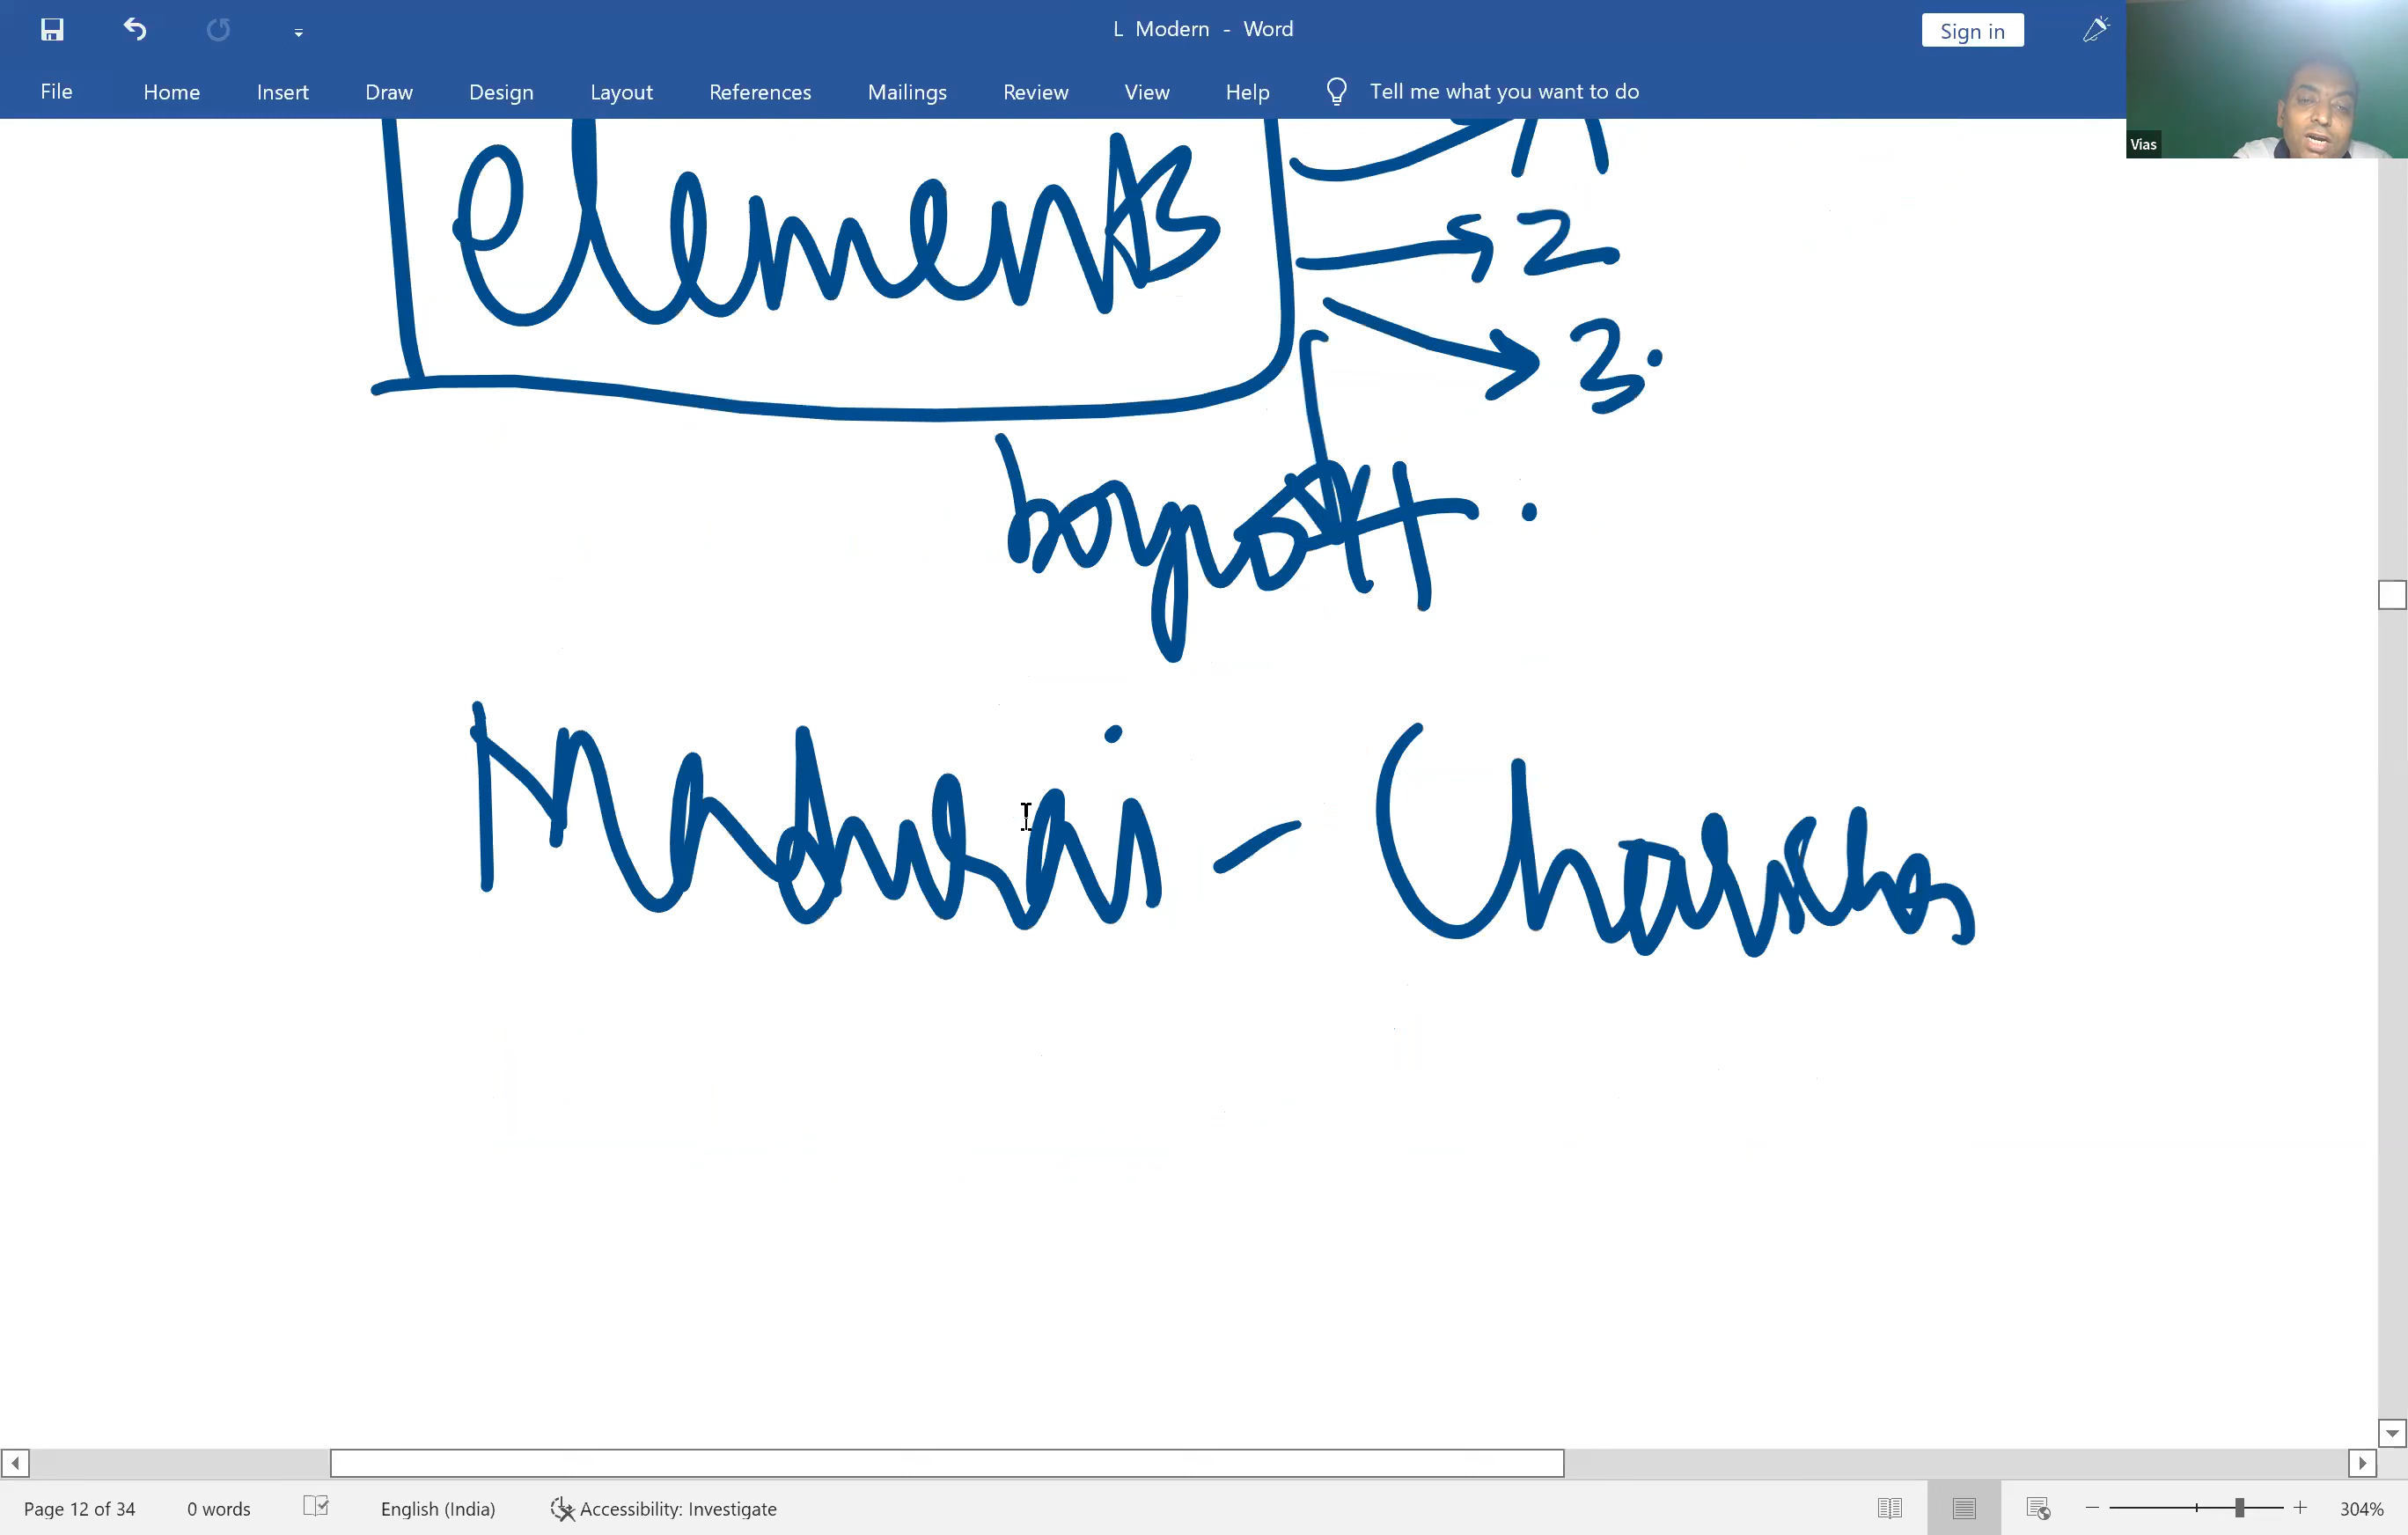 L Modern - Word
Sign in
Vias
File Home Insert Draw Design Layout References Mailings Review View Help Tell me what you want to do
elements
2
3.
boycott.
Madurai -
Page 12 of 34 0 words English (India) Accessibility: Investigate 304%